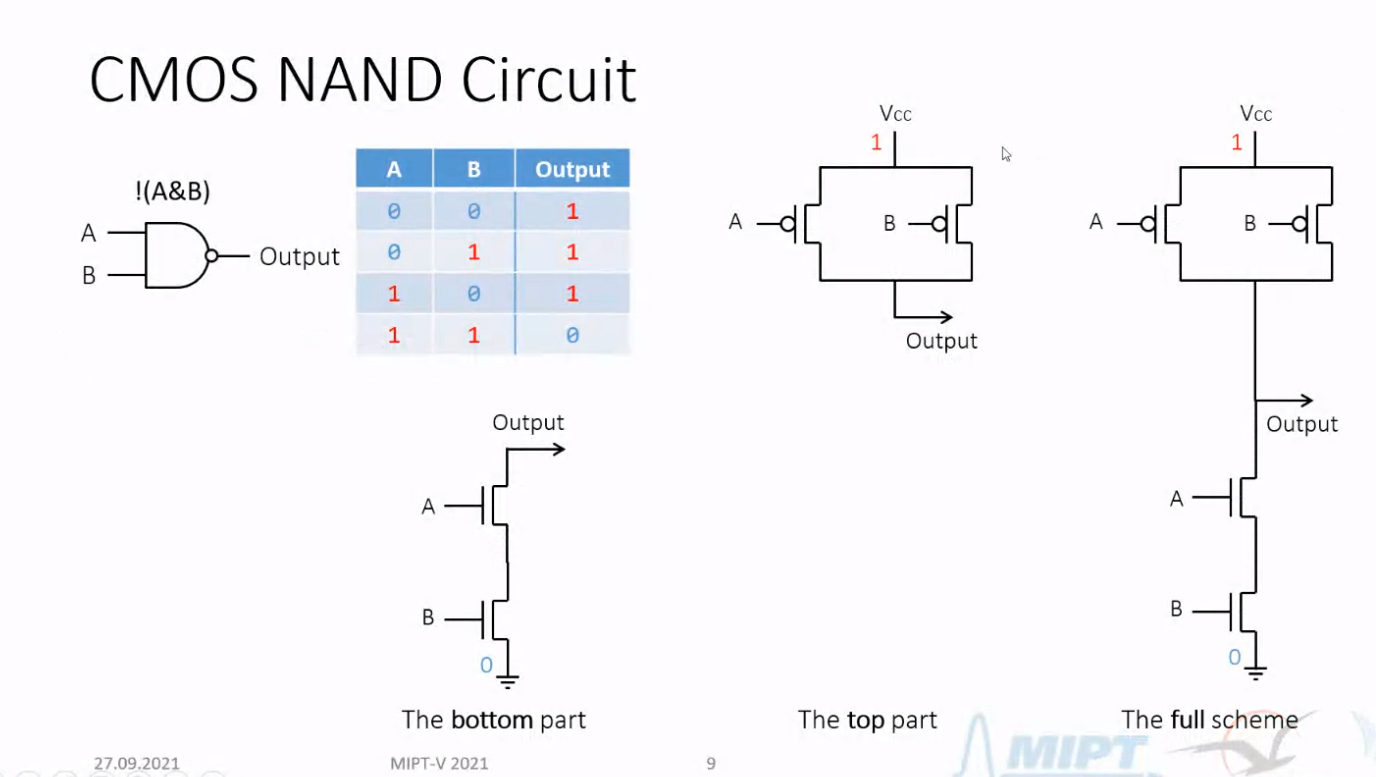 CMOS NAND Circuit
!(A&B)
A
B
Output
A B Output
0 0 1
0 1 1
1 0 1
1 1 0
Output
A
B
0
The bottom part
Vcc
1
A
B
Output
The top part
Vcc
1
A
B
Output
A
B
0
The full scheme
27.09.2021
MIPT-V 2021
9
MIPT